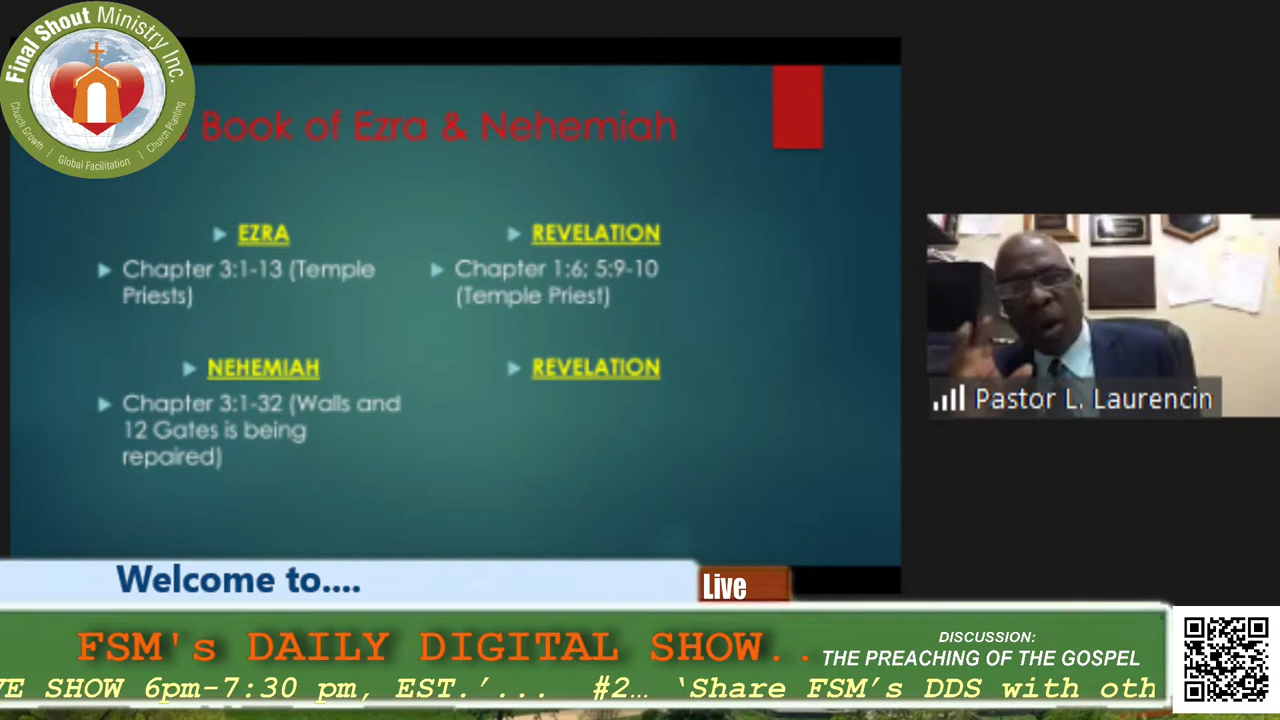 Final Shout Ministry Inc.
Church Growth | Global Facilitation | Church Planting
Book of Ezra & Nehemiah
EZRA
Chapter 3:1-13 (Temple
Priests)
REVELATION
Chapter 1:6; 5:9-10
(Temple Priest)
NEHEMIAH
Chapter 3:1-32 (Walls and
12 Gates is being
repaired)
REVELATION
Pastor L. Laurencin
Welcome to....
Live
FSM's DAILY DIGITAL SHOW..
DISCUSSION:
THE PREACHING OF THE GOSPEL
VE SHOW 6pm-7:30 pm, EST.’... #2… ‘Share FSM’s DDS with oth